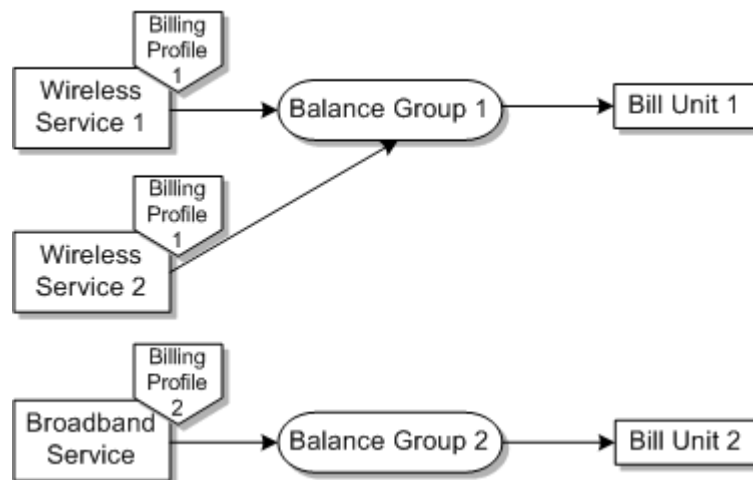 Billing
Profile
1
Wireless
Service 1
Balance Group 1
Bill Unit 1
Billing
Profile
1
Wireless
Service 2
Billing
Profile
2
Broadband
Service
Balance Group 2
Bill Unit 2